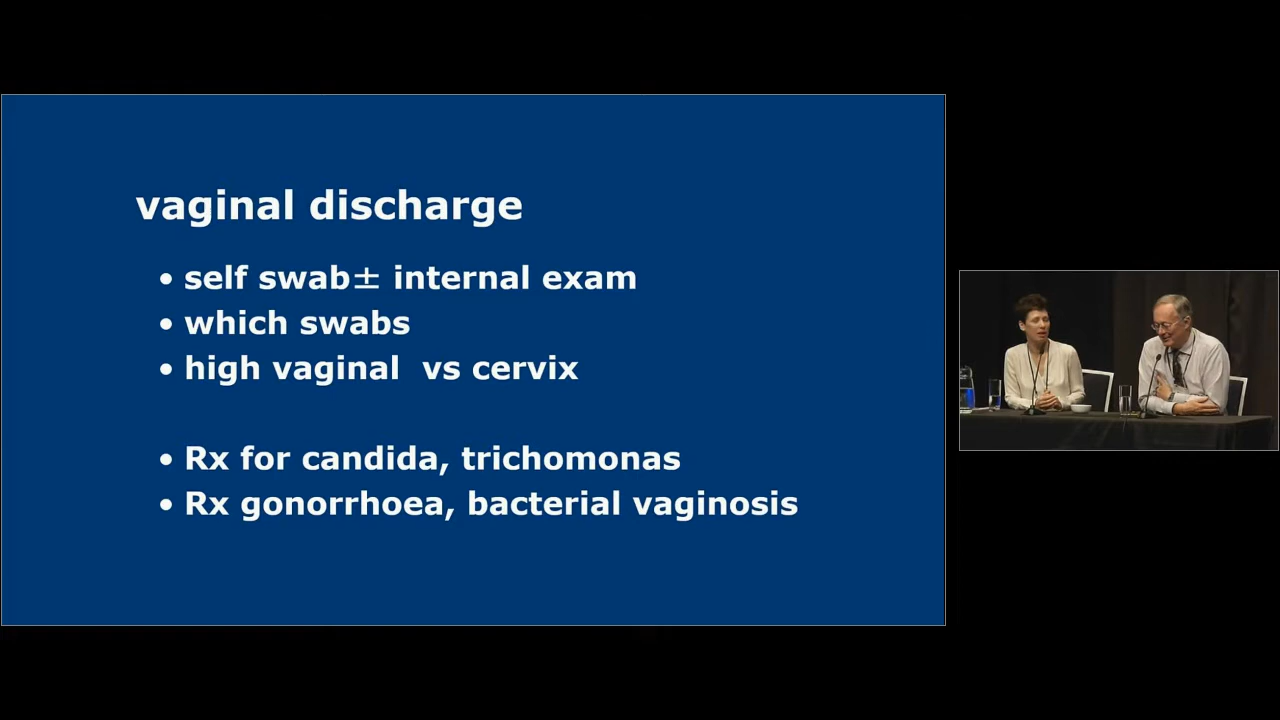 vaginal discharge
• self swab± internal exam
• which swabs
• high vaginal vs cervix
• Rx for candida, trichomonas
• Rx gonorrhoea, bacterial vaginosis